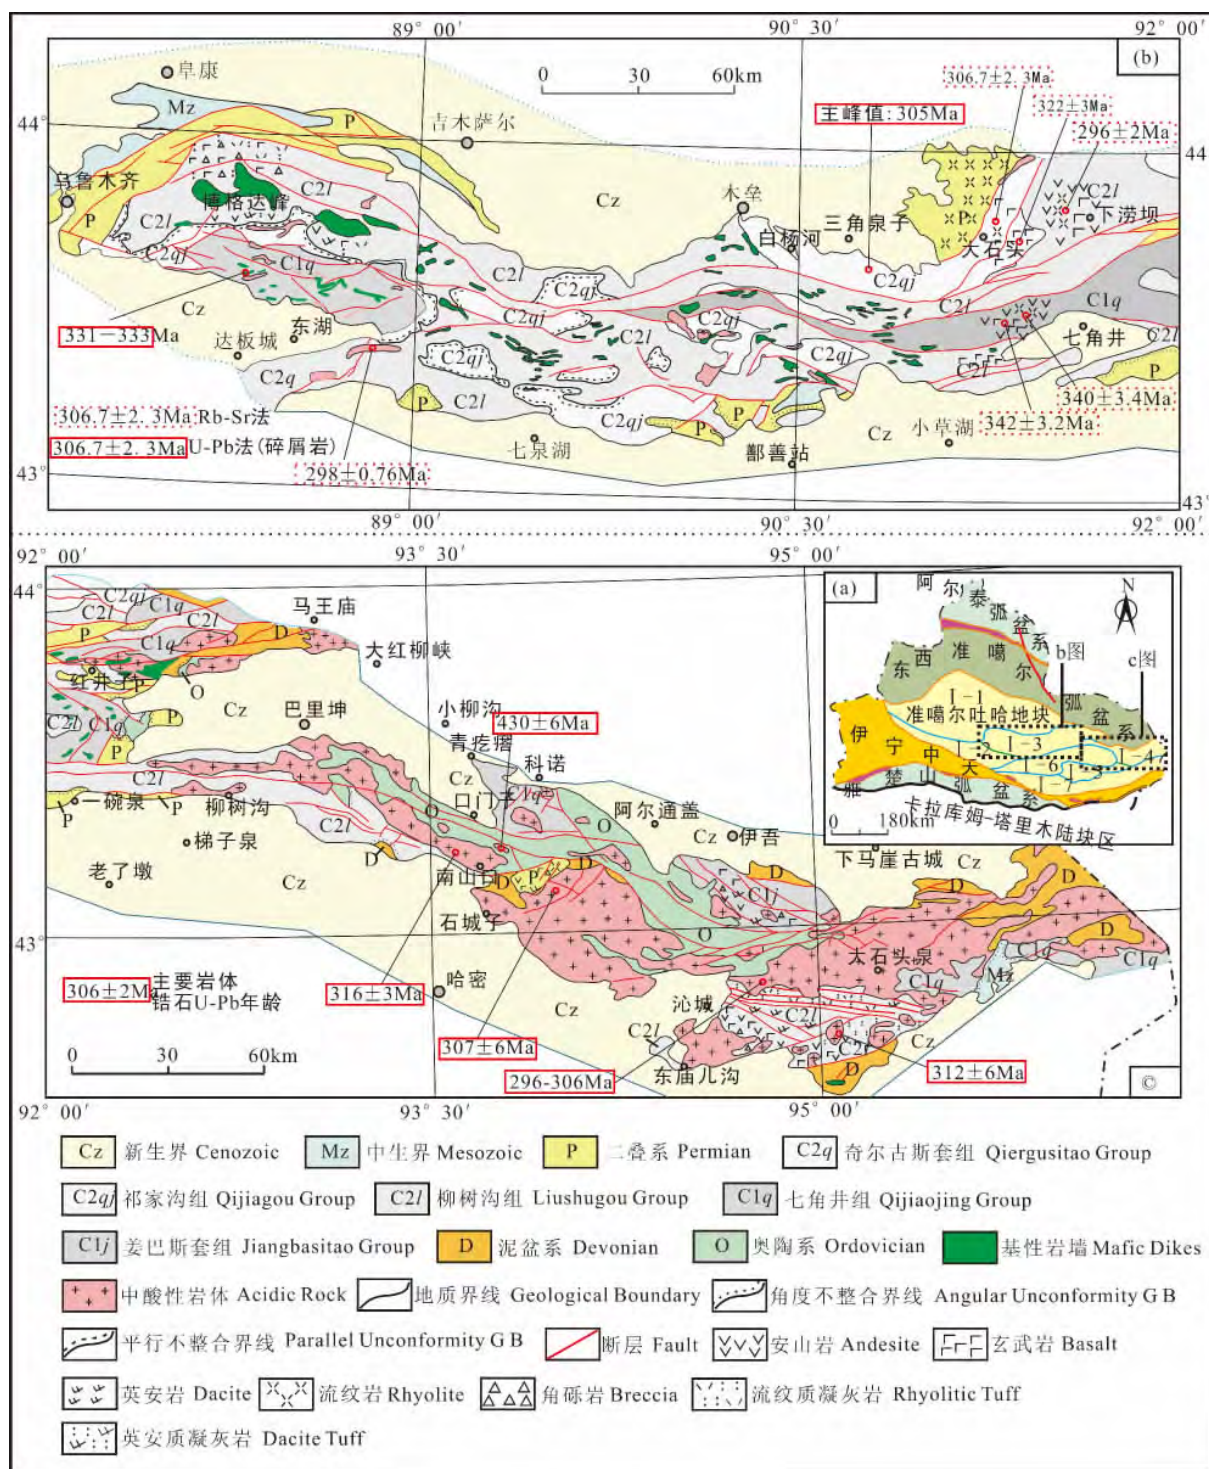 89° 00′ 90° 30′ 92° 00′
(b)
阜康
0 30 60km
306.7±2.3Ma
Mz
322±3Ma
主峰值:305Ma
296±2Ma
44°
P
吉木萨尔
44°
乌鲁木齐
C2l
Cz
木垒
C2l
博格达峰
三角泉子
P
下涝坝
P
C2l
白杨河
大石头
C2qj
C1q
C2l
C2qj
C2qj
C2l
C1q
Cz
C2qj
C2qj
东湖
C2l
七角井
C2l
331-333Ma
达板城
C2qj
C2qj
C2l
C2q
P
P
340±3.4Ma
306.7±2.3Ma Rb-Sr法
P
C2l
C2qj
P
P
342±3.2Ma
306.7±2.3Ma U-Pb法(碎屑岩)
七泉湖
Cz
小草湖
298±0.76Ma
鄯善站
43°
43°
89° 00′ 90° 30′ 92° 00′
92° 00′ 93° 30′ 95° 00′
44°
(a)
阿尔泰弧盆系
N
b图
c图
东西准噶尔弧盆系
I-1
准噶尔吐哈地块
伊宁中天
I-2
I-3
I-4
I-6
I-7
楚山弧盆系
卡拉库姆-塔里木陆块区
0 180km
C2qj
C1q
马王庙
C2l
C2l
D
C1q
大红柳峡
P
红井子
P
O
Cz
巴里坤
小柳沟
430±6Ma
P
C2l
C1q
青疙瘩
P
科诺
Cz
C2l
C1q
一碗泉
P
柳树沟
口门子
O
阿尔通盖
P
O
Cz
伊吾
梯子泉
C2l
下马崖古城
Cz
D
D
老了墩
Cz
南山口
D
P
D
D
D
C1j
石城子
43°
O
D
太石头泉
C1q
C1q
306±2Ma
主要岩体
锆石U-Pb年龄
316±3Ma
哈密
C1q
Mz
Cz
沁城
C2l
307±6Ma
C2l
Cz
0 30 60km
C2l
296-306Ma
东庙儿沟
D
312±6Ma
©
92° 00′ 93° 30′ 95° 00′
Cz 新生界 Cenozoic Mz 中生界 Mesozoic P 二叠系 Permian C2q 奇尔古斯套组 Qiergusitao Group
C2qj 祁家沟组 Qijiagou Group C2l 柳树沟组 Liushugou Group C1q 七角井组 Qijiaojing Group
C1j 姜巴斯套组 Jiangbasitao Group D 泥盆系 Devonian O 奥陶系 Ordovician 基性岩墙 Mafic Dikes
中酸性岩体 Acidic Rock 地质界线 Geological Boundary 角度不整合界线 Angular Unconformity G B
平行不整合界线 Parallel Unconformity G B 断层 Fault 安山岩 Andesite 玄武岩 Basalt
英安岩 Dacite 流纹岩 Rhyolite 角砾岩 Breccia 流纹质凝灰岩 Rhyolitic Tuff
英安质凝灰岩 Dacite Tuff